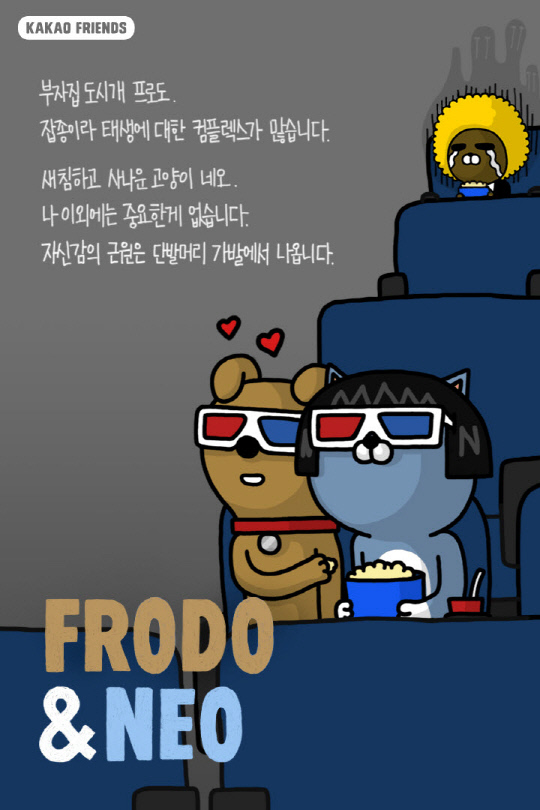 KAKAO FRIENDS
부자집 도시개 프로도.
잡종이라 태생에 대한 컴플렉스가 많습니다.
새침하고 사나운 고양이 네오.
나 이외에는 중요한게 없습니다.
자신감의 근원은 단발머리 가발에서 나옵니다.
N
FRODO
& NEO